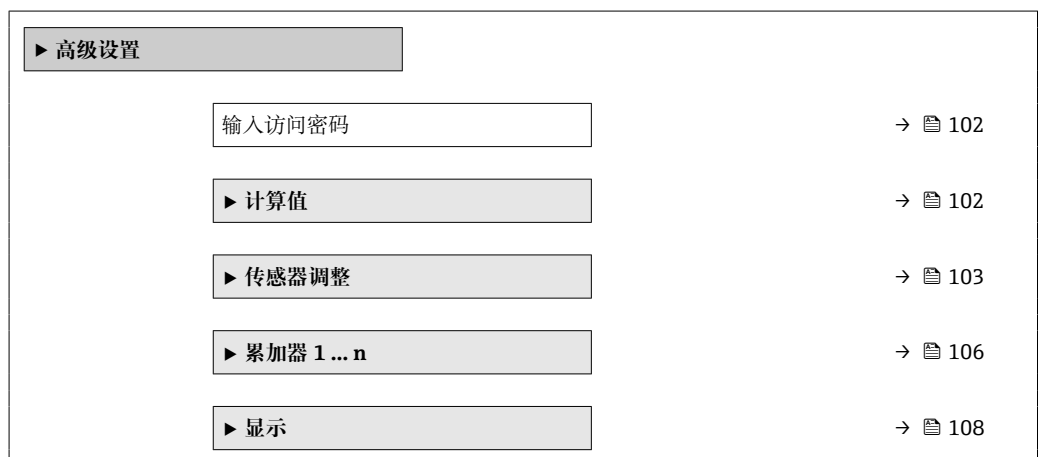 ▶ 高级设置
输入访问密码 → 🖺 102
▶ 计算值 → 🖺 102
▶ 传感器调整 → 🖺 103
▶ 累加器 1 … n → 🖺 106
▶ 显示 → 🖺 108